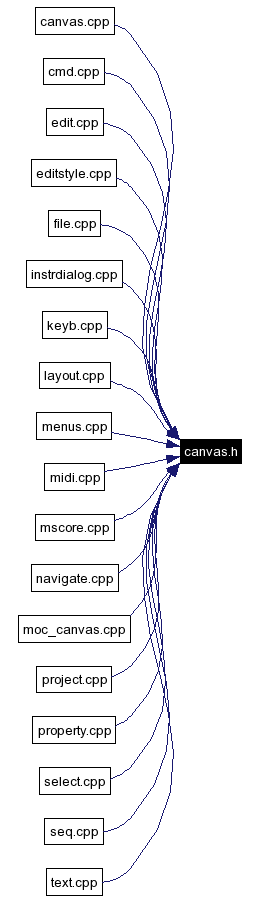 canvas.cpp
cmd.cpp
edit.cpp
editstyle.cpp
file.cpp
instrdialog.cpp
keyb.cpp
layout.cpp
menus.cpp
canvas.h
midi.cpp
mscore.cpp
navigate.cpp
moc_canvas.cpp
project.cpp
property.cpp
select.cpp
seq.cpp
text.cpp